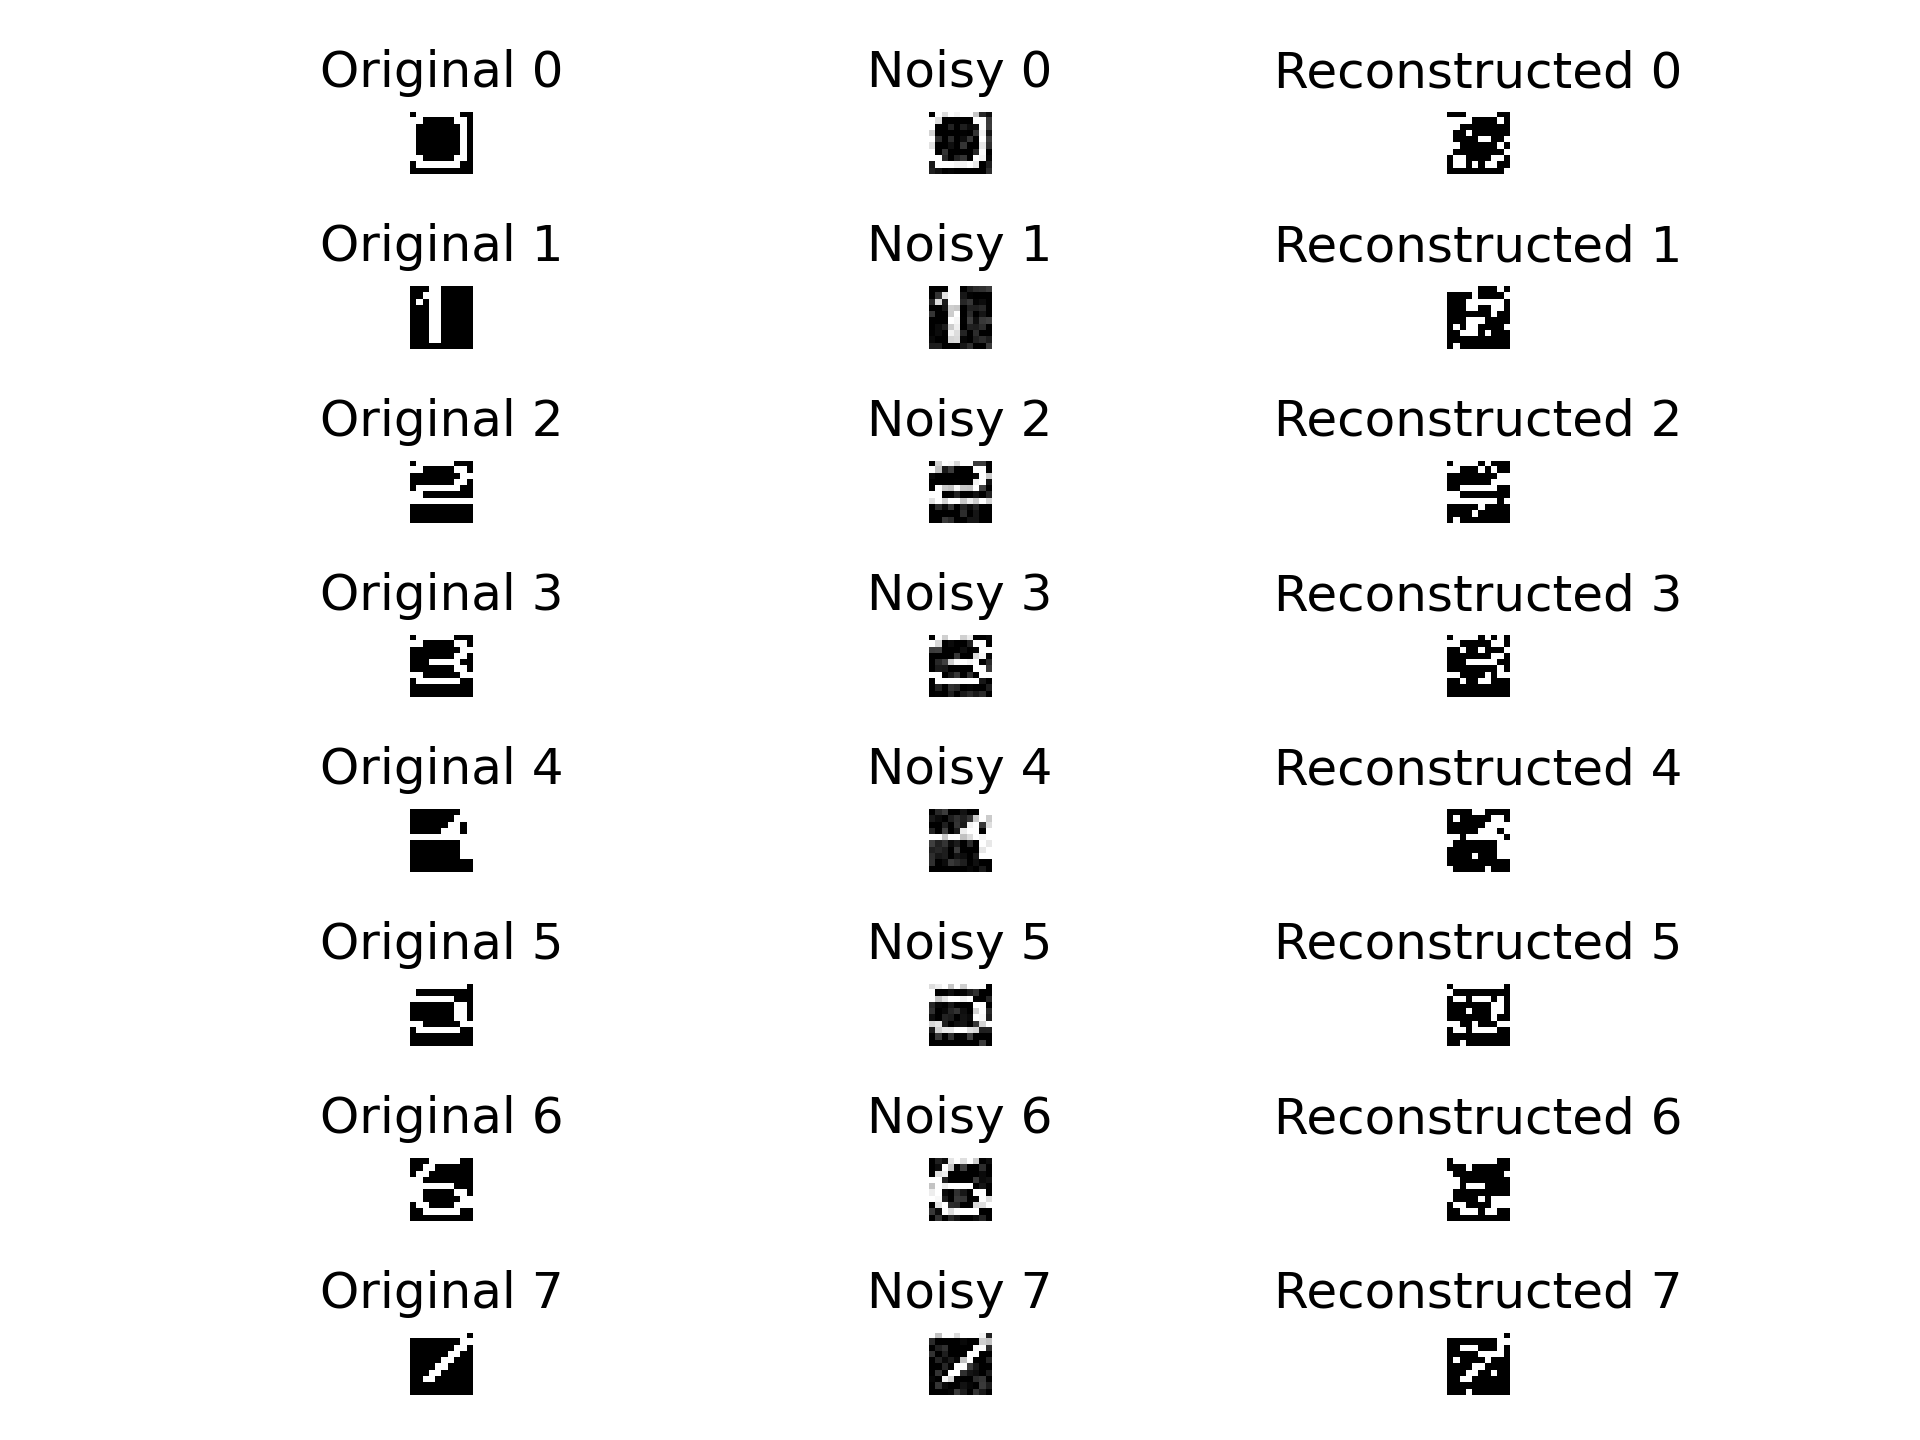 Original 0 Noisy 0 Reconstructed 0
Original 1 Noisy 1 Reconstructed 1
Original 2 Noisy 2 Reconstructed 2
Original 3 Noisy 3 Reconstructed 3
Original 4 Noisy 4 Reconstructed 4
Original 5 Noisy 5 Reconstructed 5
Original 6 Noisy 6 Reconstructed 6
Original 7 Noisy 7 Reconstructed 7